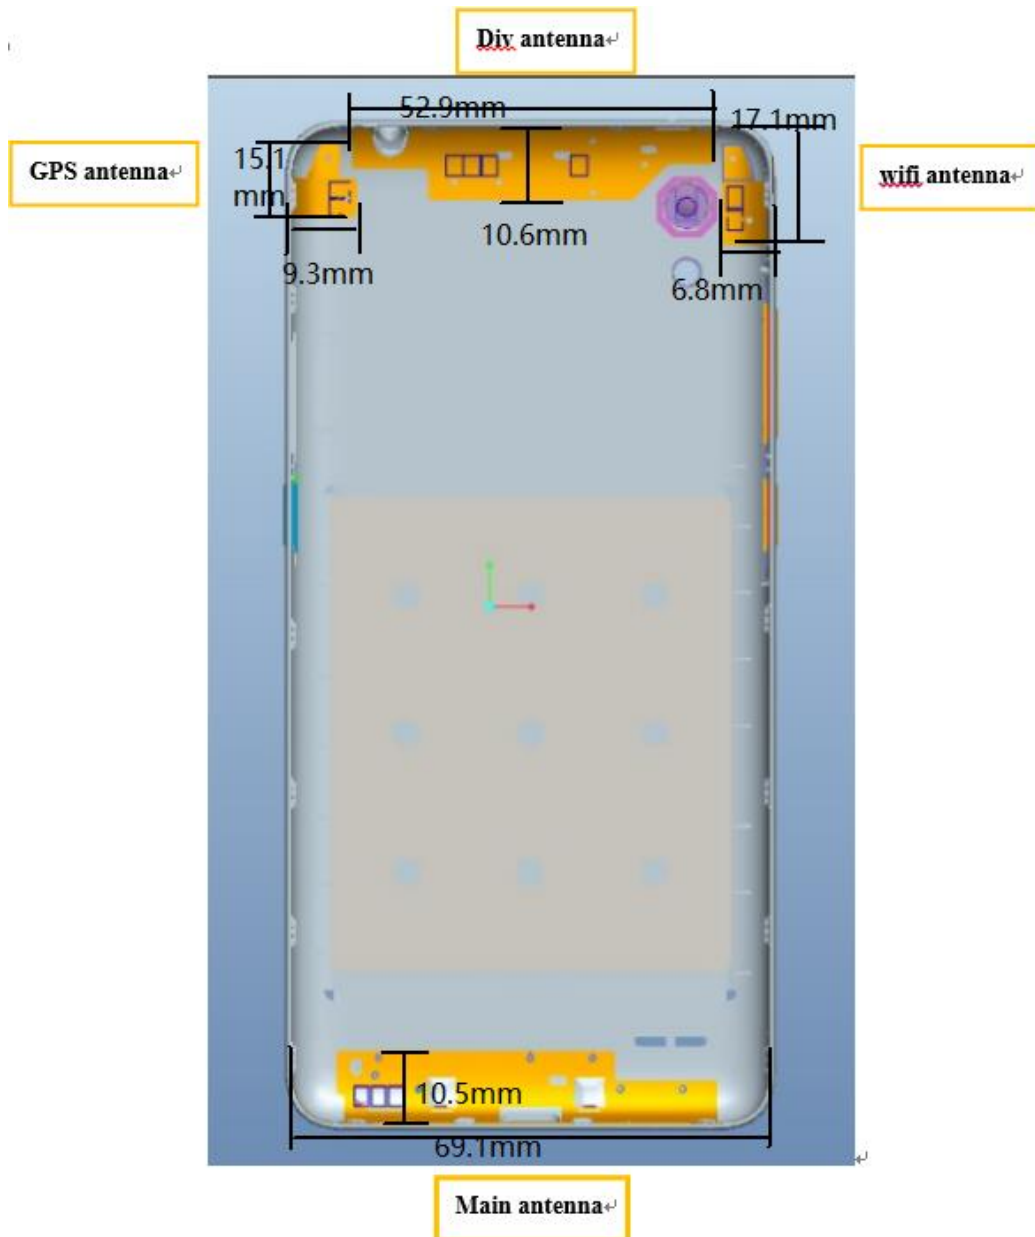 Div antenna
52.9mm
17.1mm
GPS antenna
15.1
mm
wifi antenna
10.6mm
9.3mm
6.8mm
10.5mm
69.1mm
Main antenna